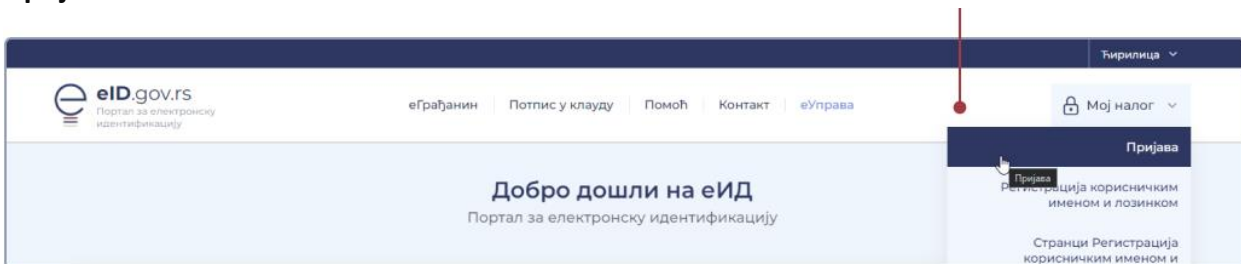 Ћирилица
eID.gov.rs
Портал за електронску
идентификацију
еГрађанин Потпис у клауду Помоћ Контакт еУправа
Мој налог
Пријава
Пријава
Регистрација корисничким
именом и лозинком
Добро дошли на еИД
Портал за електронску идентификацију
Странци Регистрација
корисничким именом и